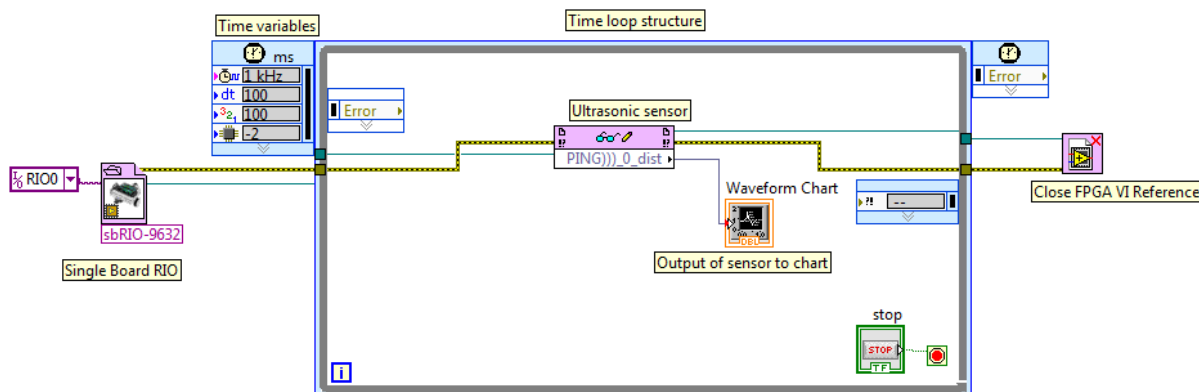 Time variables
Time loop structure
ms
1 kHz
dt 100
321 100
-2
Error
Error
Ultrasonic sensor
PING)))_0_dist
I/0 RIO0
sbRIO-9632
Single Board RIO
Waveform Chart
DBL
Output of sensor to chart
?! --
Close FPGA VI Reference
stop
STOP
TF
i